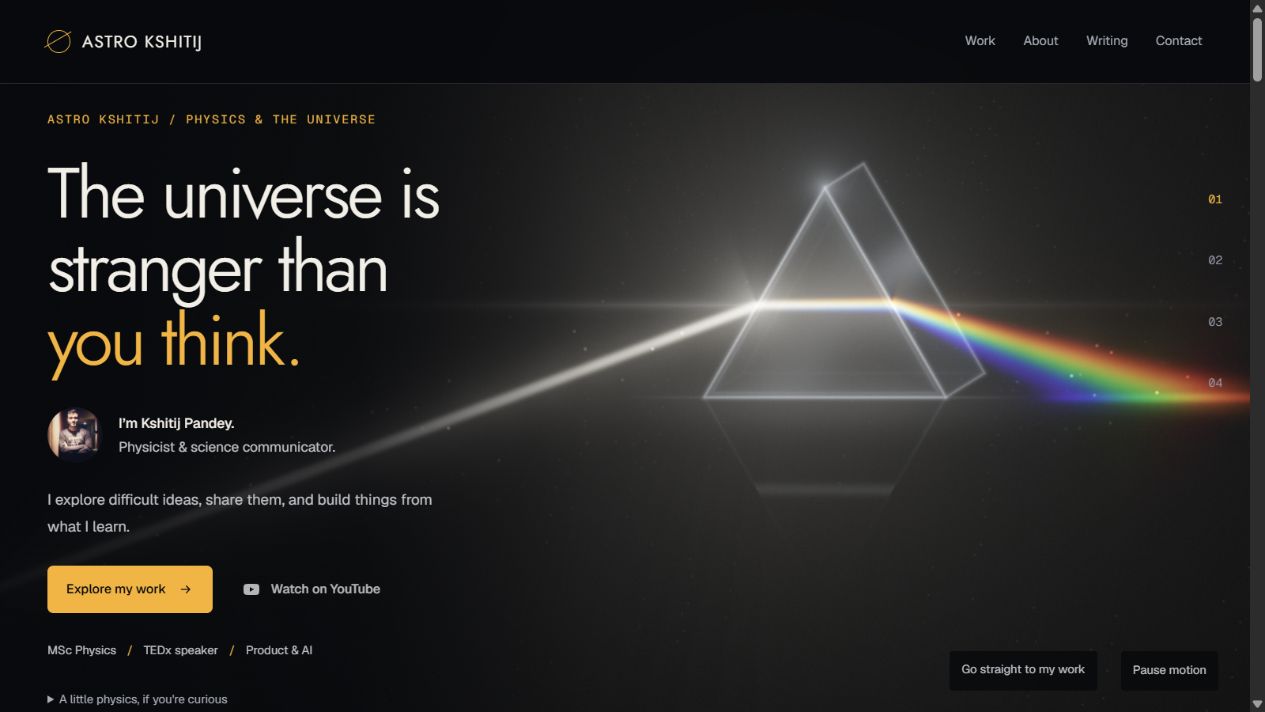 ASTRO KSHITIJ
Work
About
Writing
Contact
ASTRO KSHITIJ / PHYSICS & THE UNIVERSE
The universe is
stranger than
you think.
01
02
03
04
I'm Kshitij Pandey.
Physicist & science communicator.
I explore difficult ideas, share them, and build things from
what I learn.
Explore my work →
Watch on YouTube
MSc Physics / TEDx speaker / Product & AI
Go straight to my work
Pause motion
A little physics, if you're curious